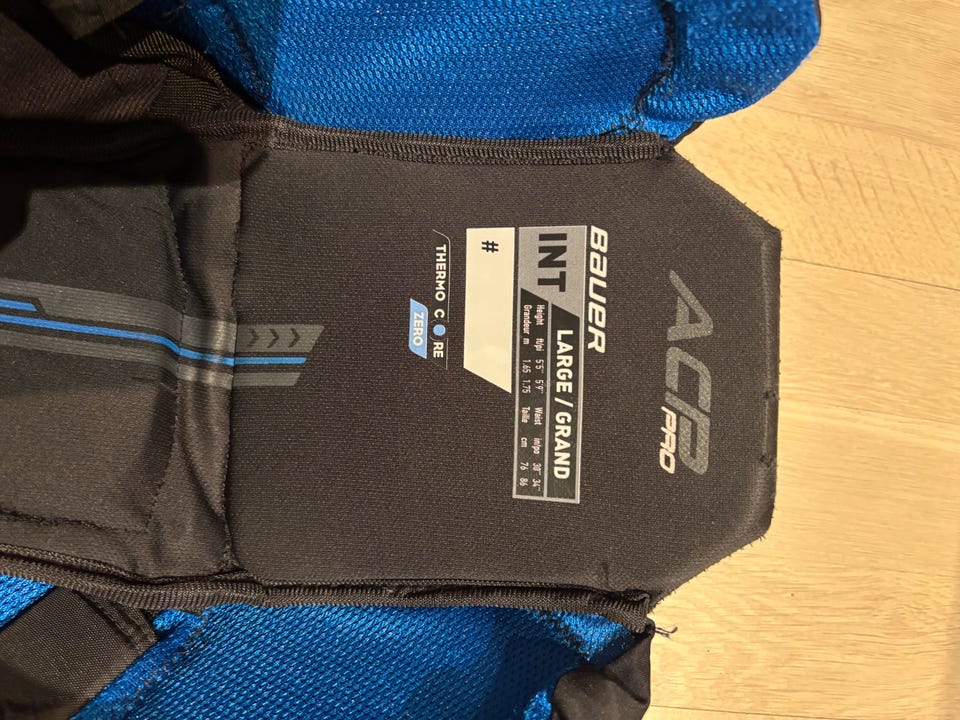 ACP
PRO
BAUER
INT
LARGE / GRAND
Height ft/pi 5'5" 5'9" Waist in/po 30" 34"
Grandeur m 1.65 1.75 Taille cm 76 86
#
THERMO CORE
ZERO